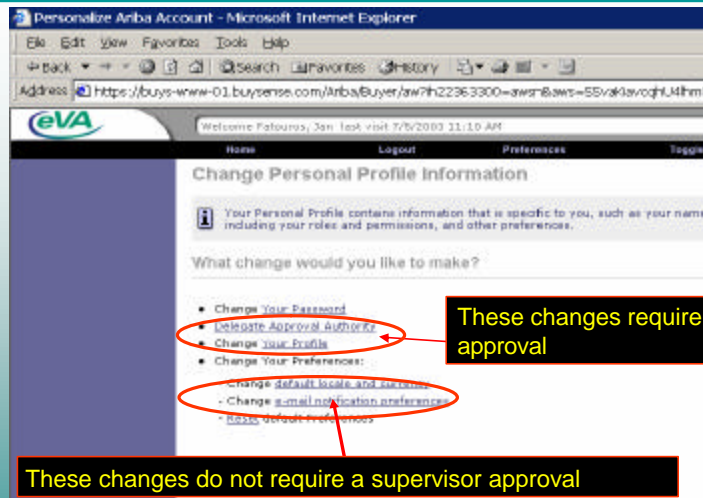 Personalize Ariba Account - Microsoft Internet Explorer
File Edit View Favorites Tools Help
Back Search Favorites History
Address https://buys-www-01.buysense.com/Ariba/Buyer/
eVA
Welcome Fatouros, Jan last visit 7/8/2003 11:10 AM
Home Logout Preferences Toggle
Change Personal Profile Information
Your Personal Profile contains information that is specific to you, such as your name
including your roles and permissions, and other preferences.
What change would you like to make?
• Change Your Password
• Delegate Approval Authority
These changes require
approval
• Change Your Profile
• Change Your Preferences:
- Change default locale and currency
- Change e-mail notification preferences
- Reset default Preferences
These changes do not require a supervisor approval